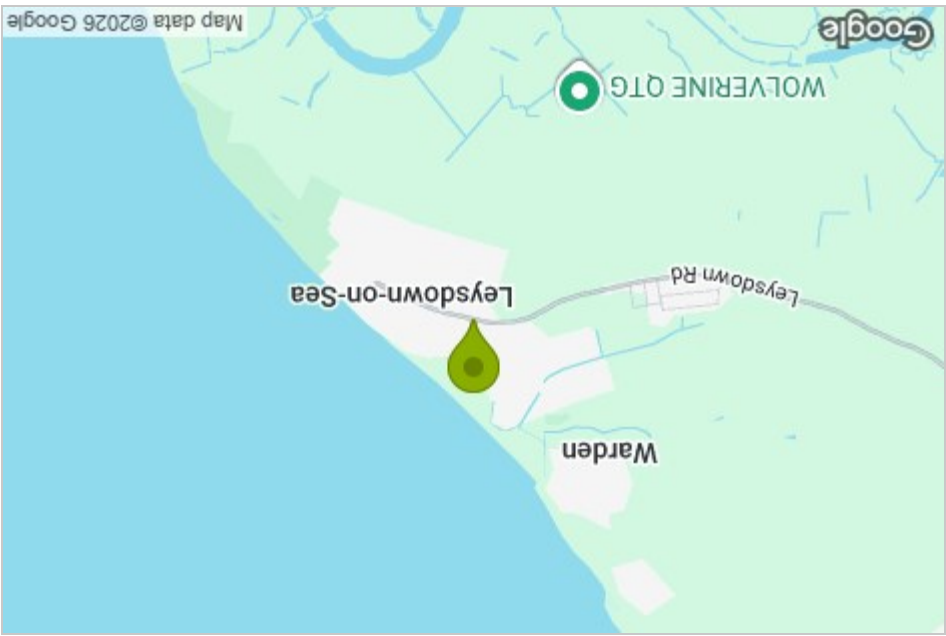 Warden
Leysdown-on-Sea
Leysdown Rd
WOLVERINE QTG
Google
Map data ©2026 Google